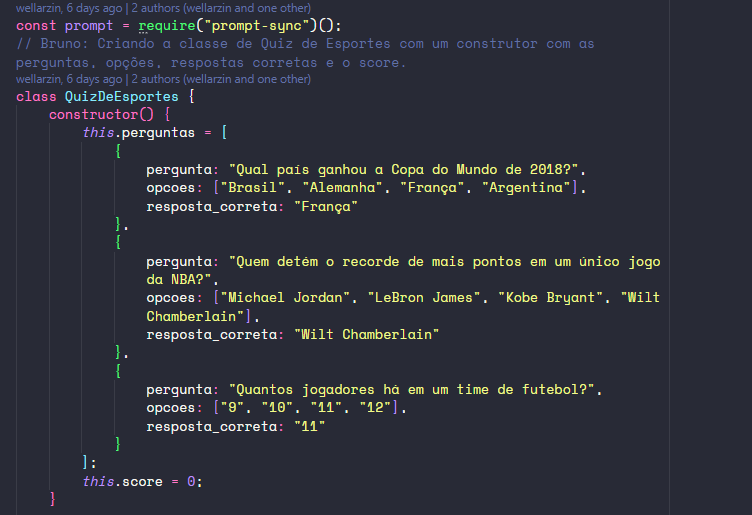 wellarzin, 6 days ago | 2 authors (wellarzin and one other)
const prompt = require("prompt-sync")();
// Bruno: Criando a classe de Quiz de Esportes com um construtor com as
perguntas, opções, respostas corretas e o score.
wellarzin, 6 days ago | 2 authors (wellarzin and one other)
class QuizDeEsportes {
constructor() {
this.perguntas = [
{
pergunta: "Qual país ganhou a Copa do Mundo de 2018?",
opcoes: ["Brasil", "Alemanha", "França", "Argentina"],
resposta_correta: "França"
},
{
pergunta: "Quem detém o recorde de mais pontos em um único jogo
da NBA?",
opcoes: ["Michael Jordan", "LeBron James", "Kobe Bryant", "Wilt
Chamberlain"],
resposta_correta: "Wilt Chamberlain"
},
{
pergunta: "Quantos jogadores há em um time de futebol?",
opcoes: ["9", "10", "11", "12"],
resposta_correta: "11"
}
];
this.score = 0;
}